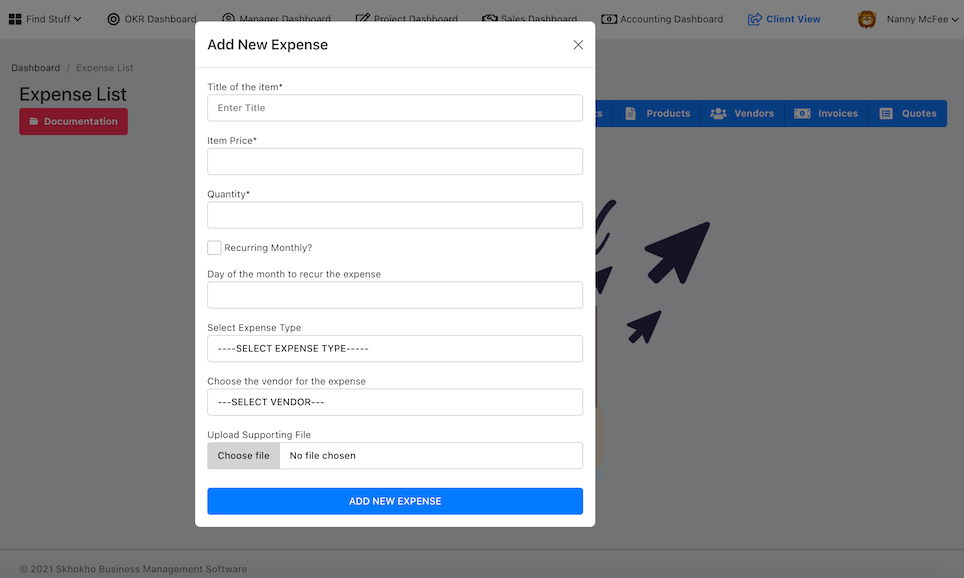 Find Stuff
OKR Dashboard
Manager Dashboard
Project Dashboard
Sales Dashboard
Accounting Dashboard
Client View
Nanny McFee
Dashboard / Expense List
Expense List
Documentation
Products
Vendors
Invoices
Quotes
Add New Expense
Title of the item*
Enter Title
Item Price*
Quantity*
Recurring Monthly?
Day of the month to recur the expense
Select Expense Type
----SELECT EXPENSE TYPE-----
Choose the vendor for the expense
---SELECT VENDOR---
Upload Supporting File
Choose file No file chosen
ADD NEW EXPENSE
© 2021 Skhokho Business Management Software